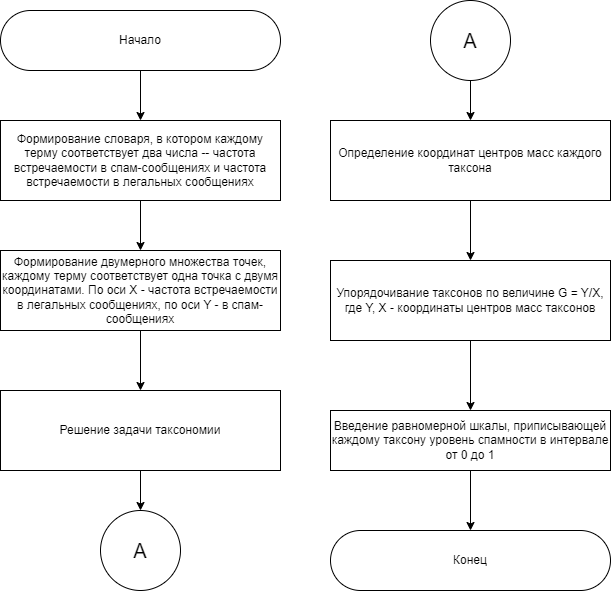 Начало
Формирование словаря, в котором каждому
терму соответствует два числа -- частота
встречаемости в спам-сообщениях и частота
встречаемости в легальных сообщениях
Формирование двумерного множества точек,
каждому терму соответствует одна точка с двумя
координатами. По оси X - частота встречаемости
в легальных сообщениях, по оси Y - в спам-
сообщениях
Решение задачи таксономии
А
А
Определение координат центров масс каждого
таксона
Упорядочивание таксонов по величине G = Y/X,
где Y, X - координаты центров масс таксонов
Введение равномерной шкалы, приписывающей
каждому таксону уровень спамности в интервале
от 0 до 1
Конец